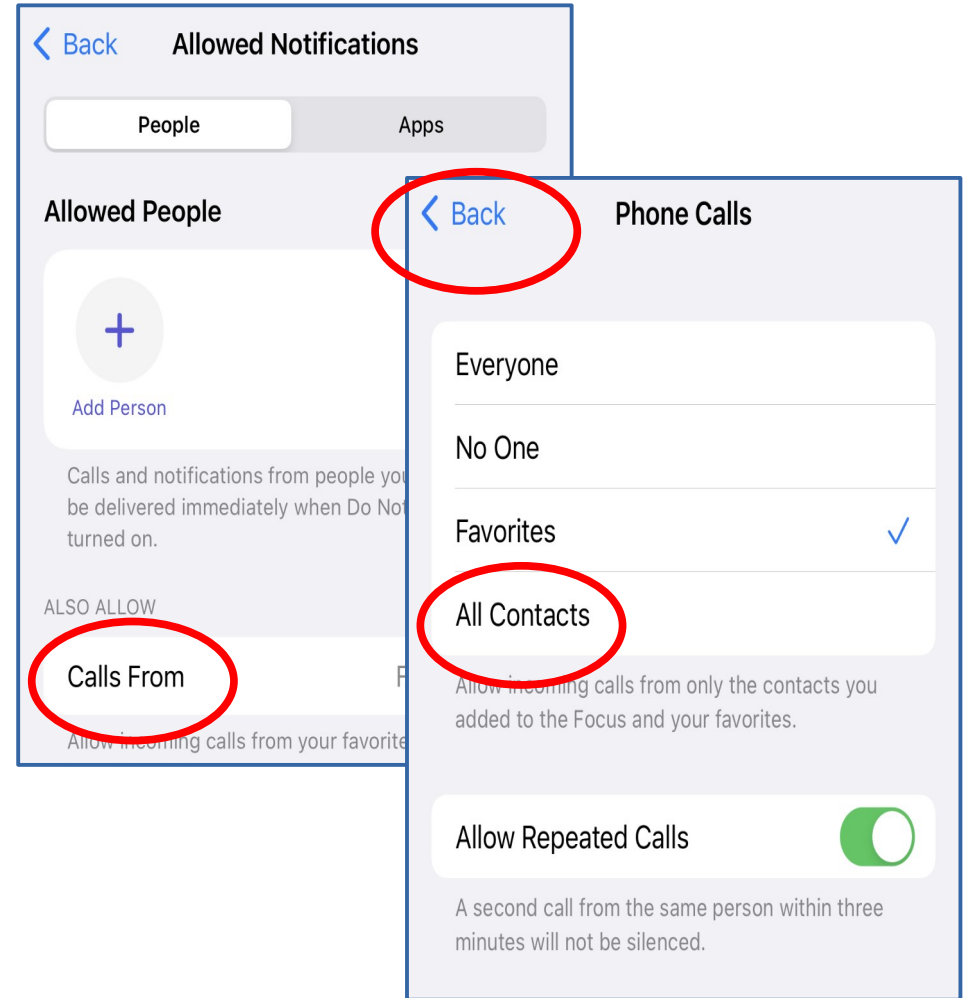 Back
Allowed Notifications
People
Apps
Allowed People
Add Person
Calls and notifications from people
be delivered immediately when Do
turned on.
ALSO ALLOW
Calls From
Allow incoming calls from your
Back
Phone Calls
Everyone
No One
Favorites
All Contacts
Allow incoming calls from only the contacts you
added to the Focus and your favorites.
Allow Repeated Calls
A second call from the same person within three
minutes will not be silenced.